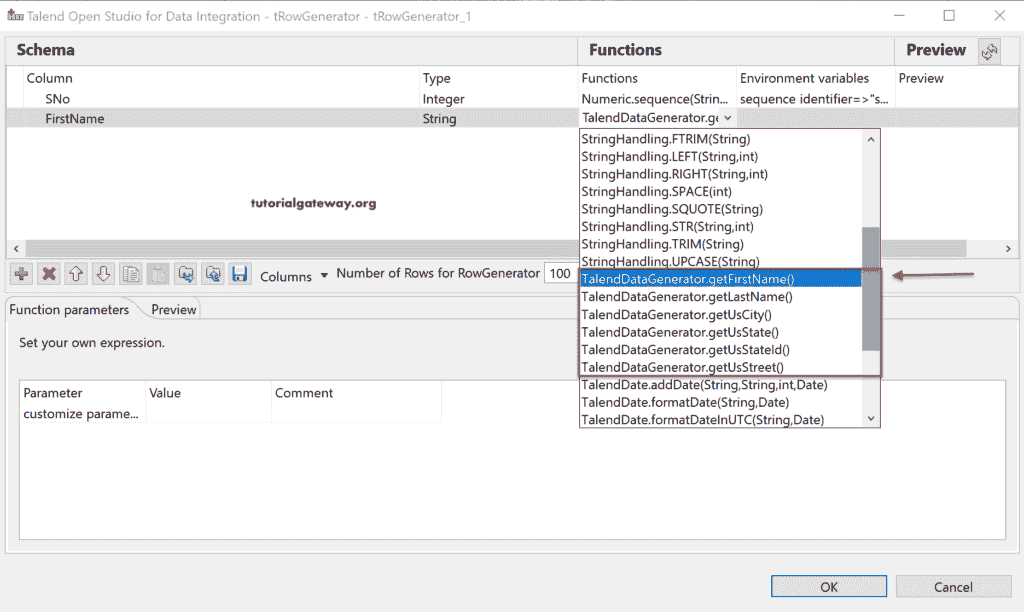 Talend Open Studio for Data Integration - tRowGenerator - tRowGenerator_1
Schema Functions Preview
Column Type Functions Environment variables Preview
SNo Integer Numeric.sequence(Strin... sequence identifier=>"s...
FirstName String TalendDataGenerator.ge
StringHandling.FTRIM(String)
StringHandling.LEFT(String,int)
StringHandling.RIGHT(String,int)
StringHandling.SPACE(int)
tutorialgateway.org
StringHandling.SQUOTE(String)
StringHandling.STR(String,int)
StringHandling.TRIM(String)
StringHandling.UPCASE(String)
Columns Number of Rows for RowGenerator 100
TalendDataGenerator.getFirstName()
TalendDataGenerator.getLastName()
TalendDataGenerator.getUsCity()
TalendDataGenerator.getUsState()
TalendDataGenerator.getUsStateId()
TalendDataGenerator.getUsStreet()
TalendDate.addDate(String,String,int,Date)
TalendDate.formatDate(String,Date)
TalendDate.formatDateInUTC(String,Date)
Function parameters Preview
Set your own expression.
Parameter Value Comment
customize parame...
OK Cancel